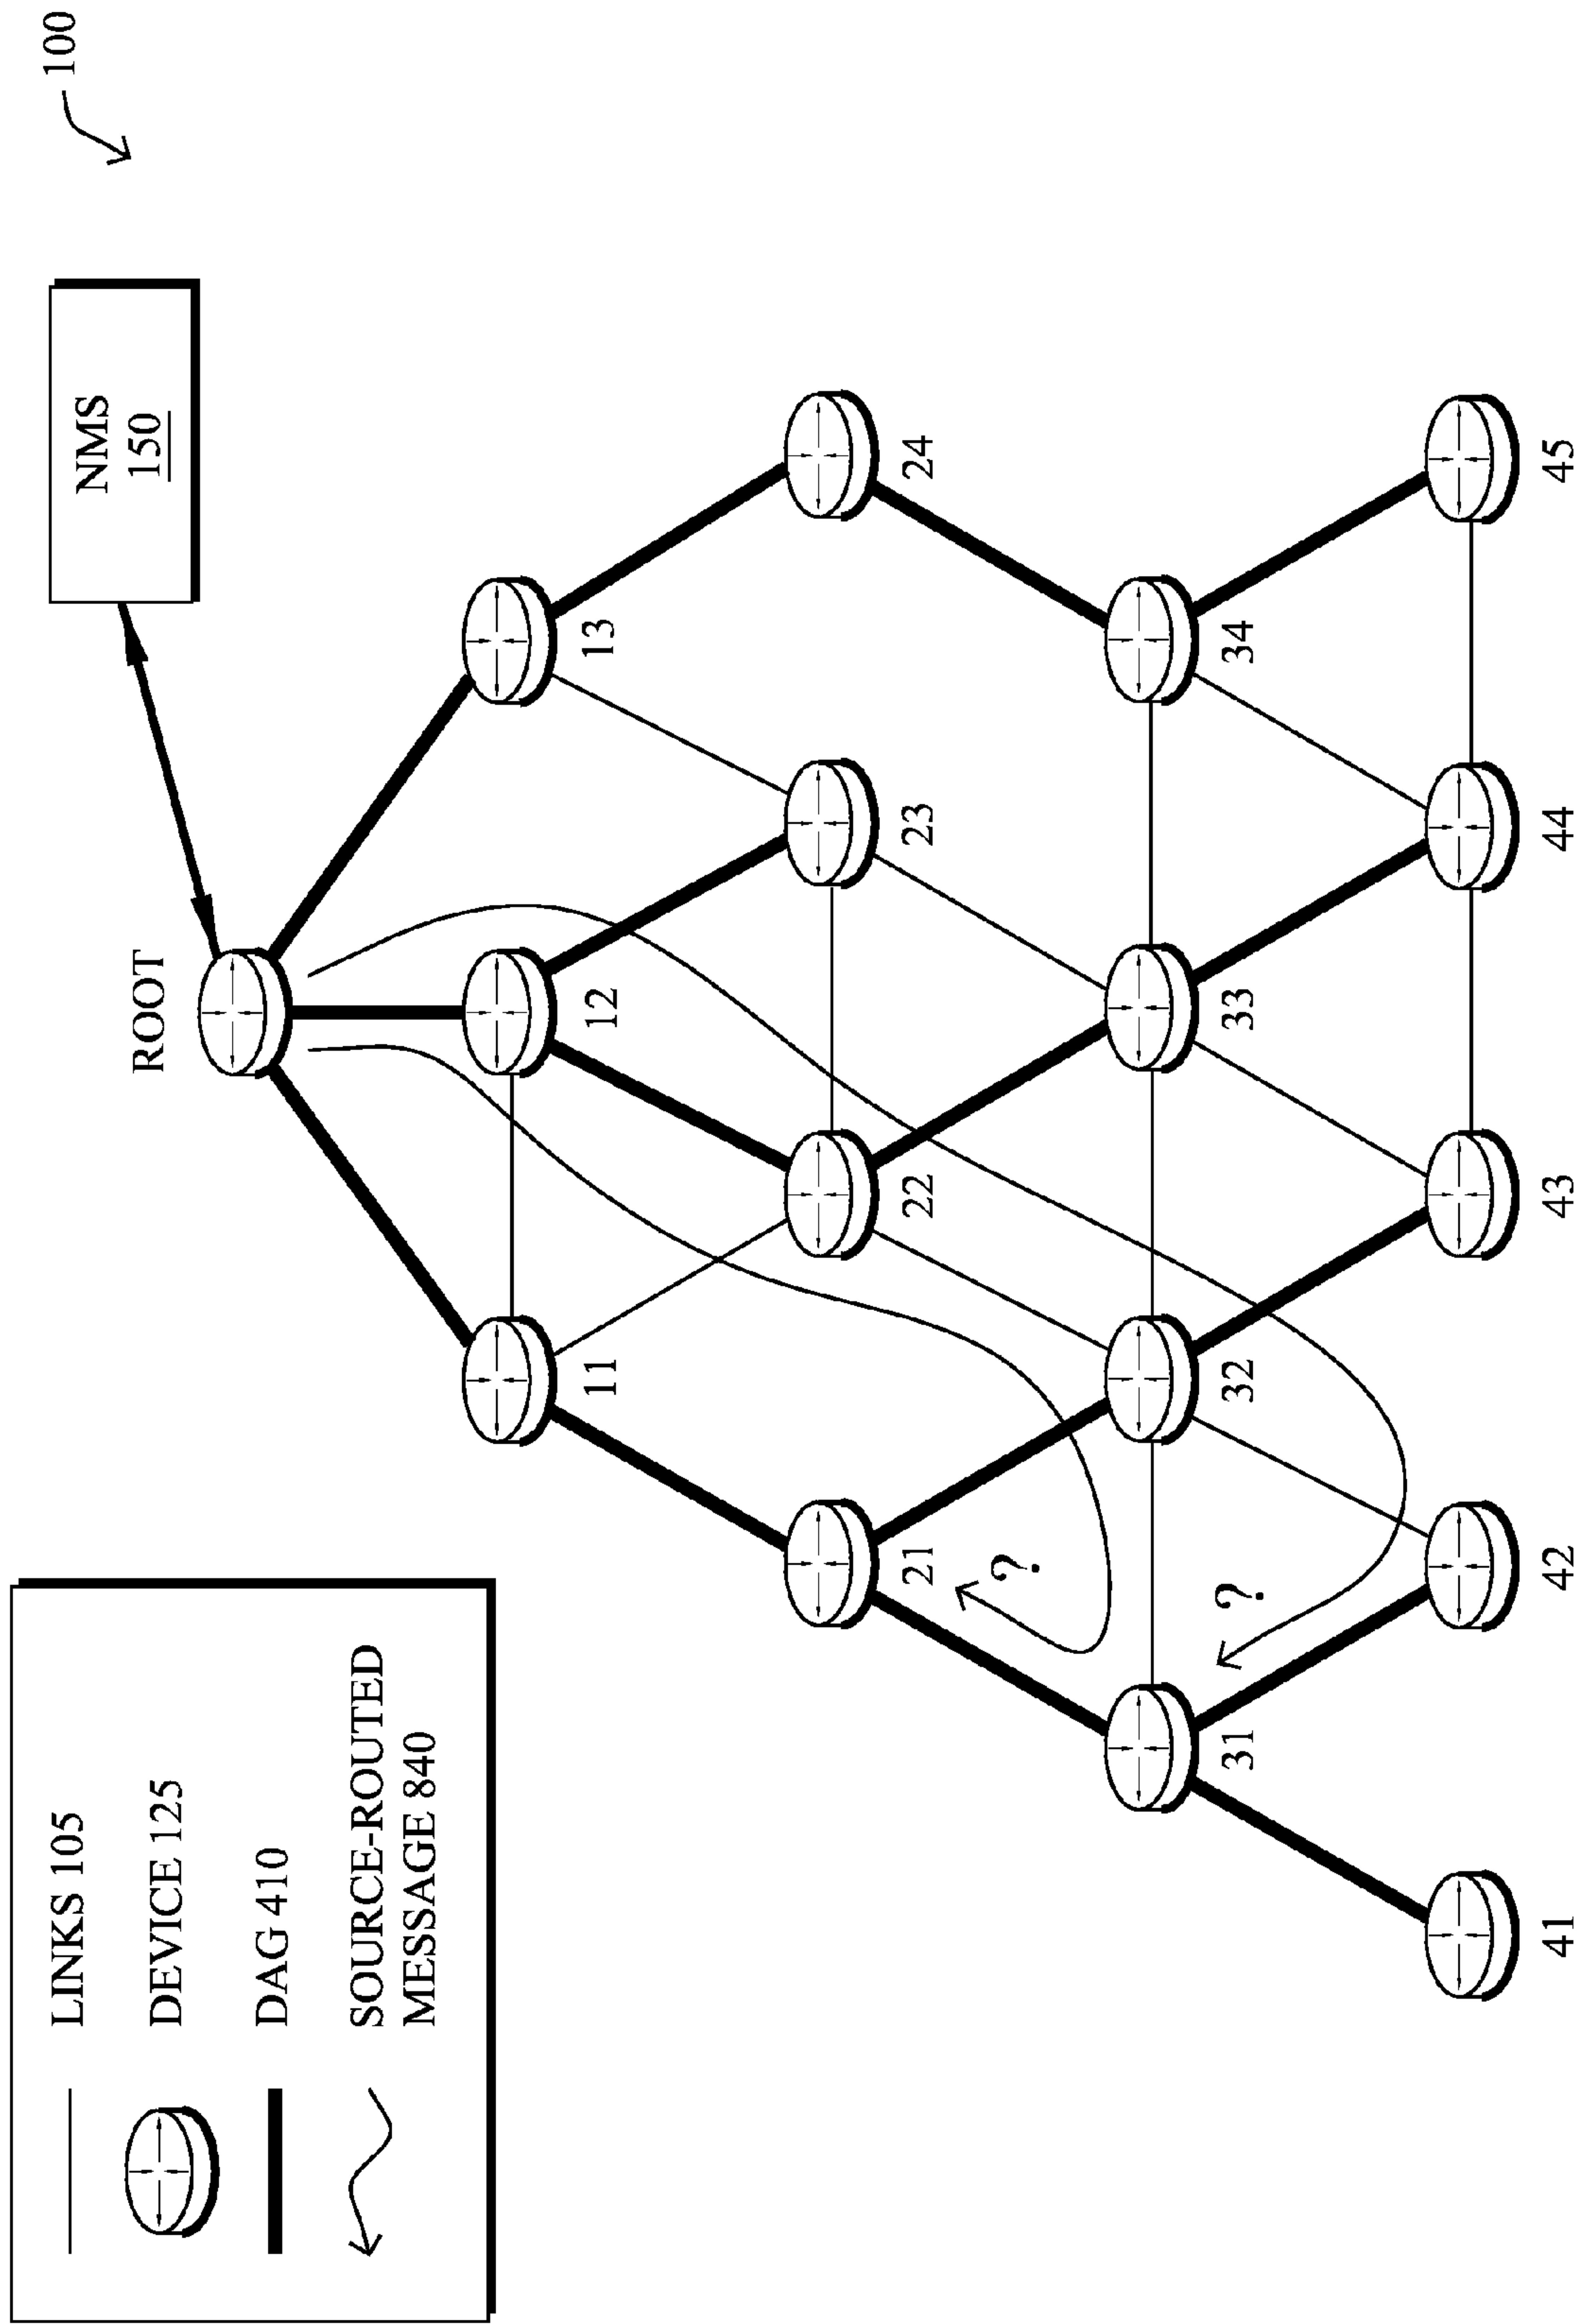 100
NMS
150
ROOT
LINKS 105
DEVICE 125
DAG 410
SOURCE-ROUTED
MESSAGE 840
11
12
13
21
22
23
24
?
31
32
33
34
?
41
42
43
44
45